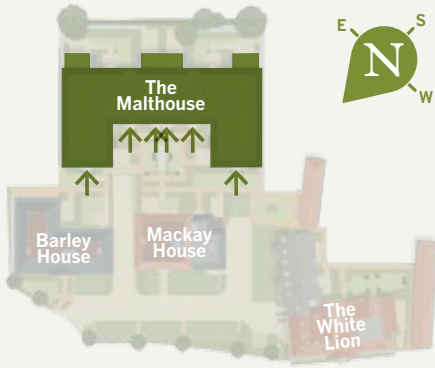 The
Malthouse
E
S
N
W
Barley
House
Mackay
House
The
White
Lion